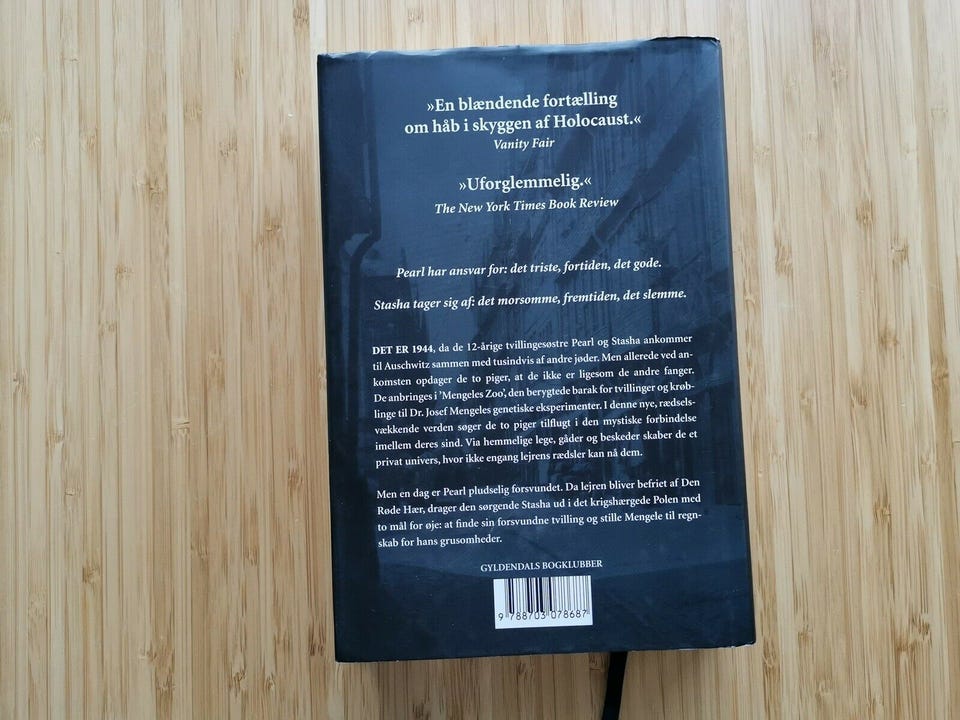 »En blændende fortælling
om håb i skyggen af Holocaust.«
Vanity Fair
»Uforglemmelig.«
The New York Times Book Review
Pearl har ansvar for: det triste, fortiden, det gode.
Stasha tager sig af: det morsomme, fremtiden, det slemme.
DET ER 1944, da de 12-årige tvillingesøstre Pearl og Stasha ankommer
til Auschwitz sammen med tusindvis af andre jøder. Men allerede ved an-
komsten opdager de to piger, at de ikke er ligesom de andre fanger.
De anbringes i 'Mengeles Zoo', den berygtede barak for tvillinger og krøb-
linge til Dr. Josef Mengeles genetiske eksperimenter. I denne nye, rædsels-
vækkende verden søger de to piger tilflugt i den mystiske forbindelse
imellem deres sind. Via hemmelige lege, gåder og beskeder skaber de et
privat univers, hvor ikke engang lejrens rædsler kan nå dem.
Men en dag er Pearl pludselig forsvundet. Da lejren bliver befriet af Den
Røde Hær, drager den sørgende Stasha ud i det krigshærgede Polen med
to mål for øje: at finde sin forsvundne tvilling og stille Mengele til regn-
skab for hans grusomheder.
GYLDENDALS BOGKLUBBER
9 788703 078687